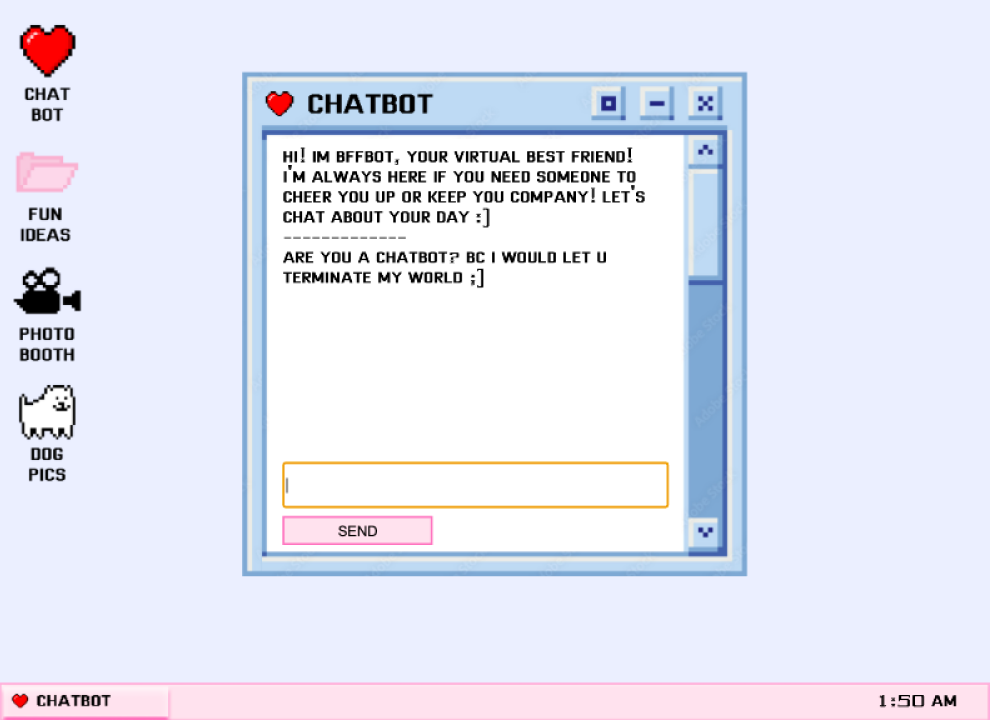 CHAT
BOT
FUN
IDEAS
PHOTO
BOOTH
DOG
PICS
CHATBOT
HI! IM BFFBOT, YOUR VIRTUAL BEST FRIEND!
I'M ALWAYS HERE IF YOU NEED SOMEONE TO
CHEER YOU UP OR KEEP YOU COMPANY! LET'S
CHAT ABOUT YOUR DAY :]
-------------
ARE YOU A CHATBOT? BC I WOULD LET U
TERMINATE MY WORLD ;]
SEND
CHATBOT
1:50 AM